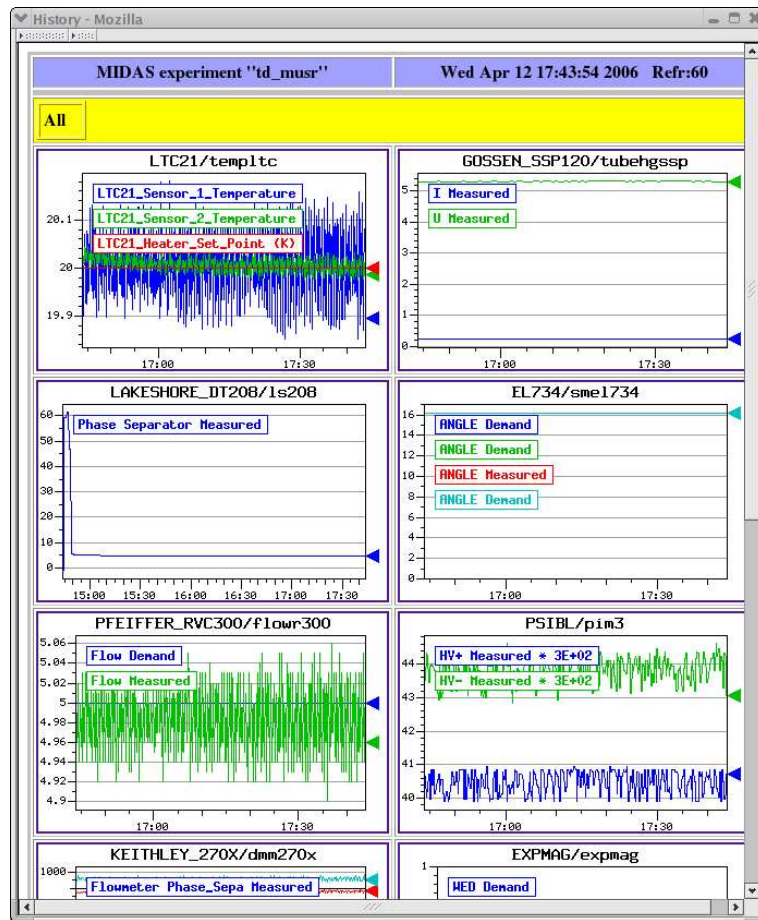 History - Mozilla
MIDAS experiment "td_musr"
Wed Apr 12 17:43:54 2006 Refr:60
All
LTC21/templtc
LTC21_Sensor_1_Temperature
LTC21_Sensor_2_Temperature
LTC21_Heater_Set_Point (K)
20.1
20
19.9
17:00 17:30
GOSSEN_SSP120/tubehgssp
I Measured
U Measured
5
4
3
2
1
0
17:00 17:30
LAKESHORE_DT208/ls208
Phase Separator Measured
60
50
40
30
20
10
0
15:00 15:30 16:00 16:30 17:00 17:30
EL734/smel734
ANGLE Demand
ANGLE Demand
ANGLE Measured
ANGLE Demand
16
14
12
10
8
6
4
2
0
17:00 17:30
PFEIFFER_RVC300/flowr300
Flow Demand
Flow Measured
5.06
5.04
5.02
5
4.98
4.96
4.94
4.92
4.9
17:00 17:30
PSIBL/pim3
HV+ Measured * 3E+02
HV- Measured * 3E+02
44
43
42
41
40
17:00 17:30
KEITHLEY_270X/dmm270x
1000
Flowmeter Phase_Sepa Measured
EXPMAG/expmag
1
WED Demand